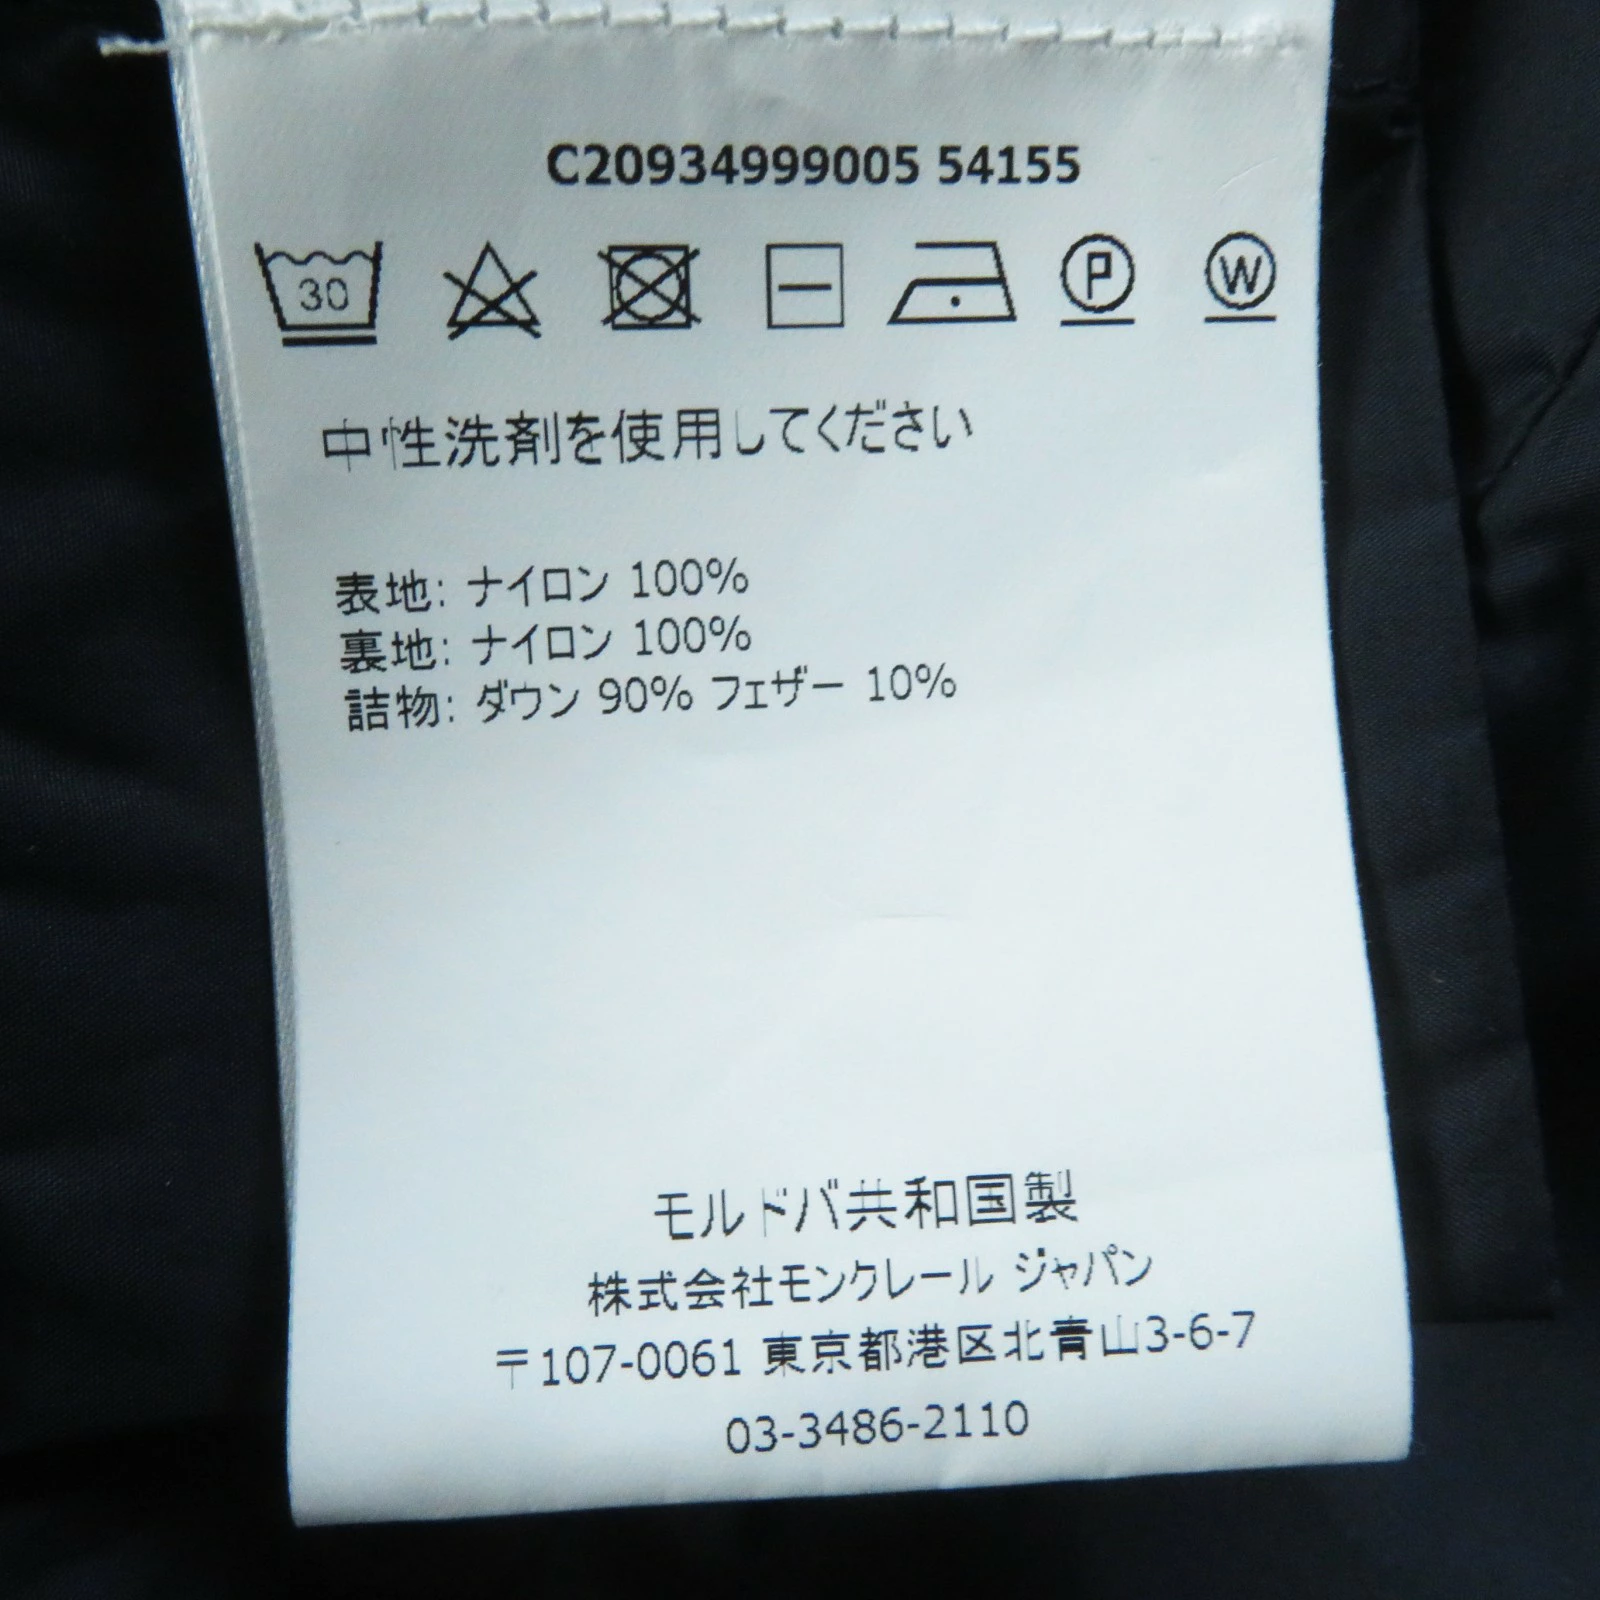 C20934999005 54155
30 P W
中性洗剤を使用してください
表地: ナイロン 100%
裏地: ナイロン 100%
詰物: ダウン 90% フェザー 10%
モルドバ共和国製
株式会社モンクレール ジャパン
〒107-0061 東京都港区北青山3-6-7
03-3486-2110